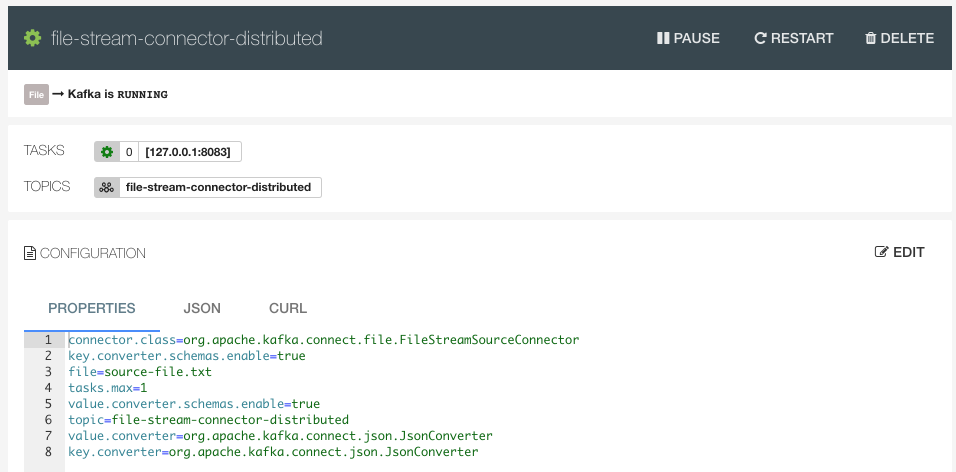 file-stream-connector-distributed PAUSE RESTART DELETE
File → Kafka is RUNNING
TASKS 0 [127.0.0.1:8083]
TOPICS file-stream-connector-distributed
CONFIGURATION EDIT
PROPERTIES JSON CURL
1 connector.class=org.apache.kafka.connect.file.FileStreamSourceConnector
2 key.converter.schemas.enable=true
3 file=source-file.txt
4 tasks.max=1
5 value.converter.schemas.enable=true
6 topic=file-stream-connector-distributed
7 value.converter=org.apache.kafka.connect.json.JsonConverter
8 key.converter=org.apache.kafka.connect.json.JsonConverter